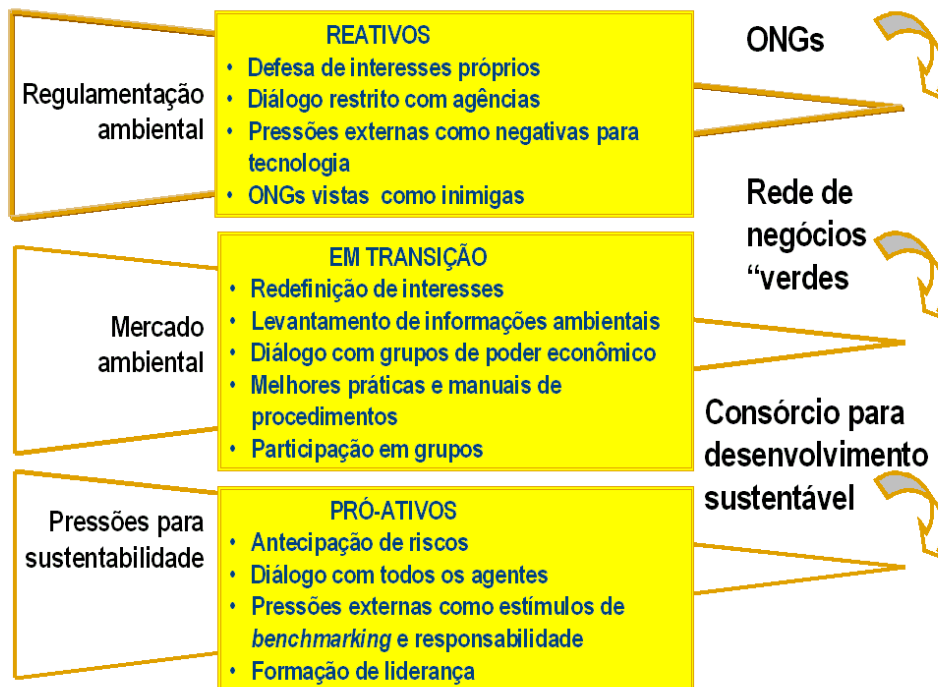 Regulamentação
ambiental
REATIVOS
• Defesa de interesses próprios
• Diálogo restrito com agências
• Pressões externas como negativas para
tecnologia
• ONGs vistas como inimigas
ONGs
Mercado
ambiental
EM TRANSIÇÃO
• Redefinição de interesses
• Levantamento de informações ambientais
• Diálogo com grupos de poder econômico
• Melhores práticas e manuais de
procedimentos
• Participação em grupos
Rede de
negócios
“verdes
Pressões para
sustentabilidade
PRÓ-ATIVOS
• Antecipação de riscos
• Diálogo com todos os agentes
• Pressões externas como estímulos de
benchmarking e responsabilidade
• Formação de liderança
Consórcio para
desenvolvimento
sustentável